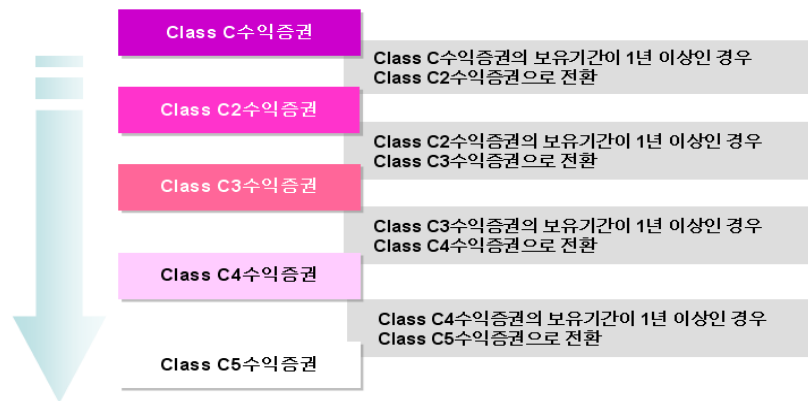 Class C수익증권
Class C수익증권의 보유기간이 1년 이상인 경우
Class C2수익증권으로 전환
Class C2수익증권
Class C2수익증권의 보유기간이 1년 이상인 경우
Class C3수익증권으로 전환
Class C3수익증권
Class C3수익증권의 보유기간이 1년 이상인 경우
Class C4수익증권으로 전환
Class C4수익증권
Class C4수익증권의 보유기간이 1년 이상인 경우
Class C5수익증권으로 전환
Class C5수익증권